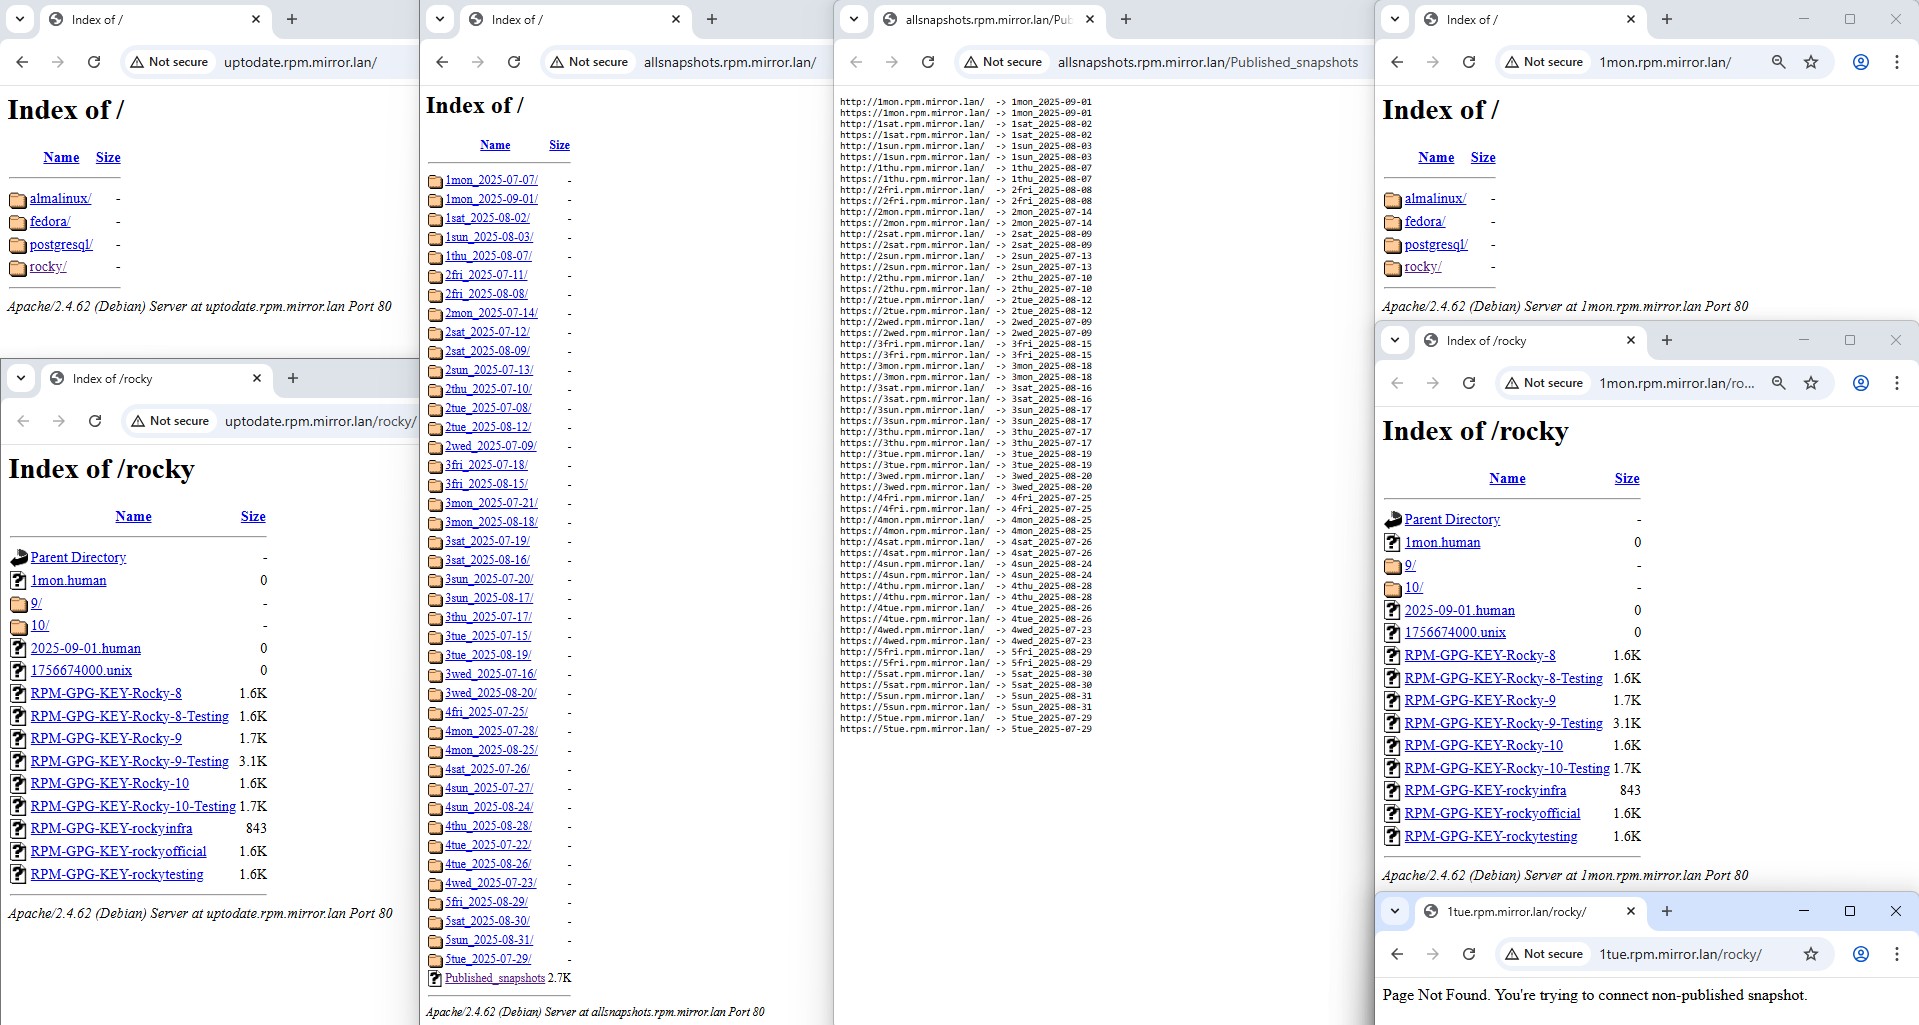 Index of /
Not secure
uptodate.rpm.mirror.lan/
Index of /
Name Size
almalinux/ -
fedora/ -
postgresql/ -
rocky/ -
Apache/2.4.62 (Debian) Server at uptodate.rpm.mirror.lan Port 80
Index of /rocky
Not secure
uptodate.rpm.mirror.lan/rocky/
Index of /rocky
Name Size
Parent Directory -
1mon.human 0
9/ -
10/ -
2025-09-01.human 0
1756674000.unix 0
RPM-GPG-KEY-Rocky-8 1.6K
RPM-GPG-KEY-Rocky-8-Testing 1.6K
RPM-GPG-KEY-Rocky-9 1.7K
RPM-GPG-KEY-Rocky-9-Testing 3.1K
RPM-GPG-KEY-Rocky-10 1.6K
RPM-GPG-KEY-Rocky-10-Testing 1.7K
RPM-GPG-KEY-rockyinfra 843
RPM-GPG-KEY-rockyofficial 1.6K
RPM-GPG-KEY-rockytesting 1.6K
Apache/2.4.62 (Debian) Server at uptodate.rpm.mirror.lan Port 80
Index of /
Not secure
allsnapshots.rpm.mirror.lan/
Index of /
Name Size
1mon_2025-07-07/ -
1mon_2025-09-01/ -
1sat_2025-08-02/ -
1sun_2025-08-03/ -
1thu_2025-08-07/ -
2fri_2025-07-11/ -
2fri_2025-08-08/ -
2mon_2025-07-14/ -
2sat_2025-07-12/ -
2sat_2025-08-09/ -
2sun_2025-07-13/ -
2thu_2025-07-10/ -
2tue_2025-07-08/ -
2tue_2025-08-12/ -
2wed_2025-07-09/ -
3fri_2025-07-18/ -
3fri_2025-08-15/ -
3mon_2025-07-21/ -
3mon_2025-08-18/ -
3sat_2025-07-19/ -
3sat_2025-08-16/ -
3sun_2025-07-20/ -
3sun_2025-08-17/ -
3thu_2025-07-17/ -
3tue_2025-07-15/ -
3tue_2025-08-19/ -
3wed_2025-07-16/ -
3wed_2025-08-20/ -
4fri_2025-07-25/ -
4mon_2025-07-28/ -
4mon_2025-08-25/ -
4sat_2025-07-26/ -
4sun_2025-07-27/ -
4sun_2025-08-24/ -
4thu_2025-08-28/ -
4tue_2025-07-22/ -
4tue_2025-08-26/ -
4wed_2025-07-23/ -
5fri_2025-08-29/ -
5sat_2025-08-30/ -
5sun_2025-08-31/ -
5tue_2025-07-29/ -
Published_snapshots 2.7K
Apache/2.4.62 (Debian) Server at allsnapshots.rpm.mirror.lan Port 80
allsnapshots.rpm.mirror.lan/Pub
Not secure
allsnapshots.rpm.mirror.lan/Published_snapshots
http://1mon.rpm.mirror.lan/ -> 1mon_2025-09-01
https://1mon.rpm.mirror.lan/ -> 1mon_2025-09-01
http://1sat.rpm.mirror.lan/ -> 1sat_2025-08-02
https://1sat.rpm.mirror.lan/ -> 1sat_2025-08-02
http://1sun.rpm.mirror.lan/ -> 1sun_2025-08-03
https://1sun.rpm.mirror.lan/ -> 1sun_2025-08-03
http://1thu.rpm.mirror.lan/ -> 1thu_2025-08-07
https://1thu.rpm.mirror.lan/ -> 1thu_2025-08-07
http://2fri.rpm.mirror.lan/ -> 2fri_2025-08-08
https://2fri.rpm.mirror.lan/ -> 2fri_2025-08-08
http://2mon.rpm.mirror.lan/ -> 2mon_2025-07-14
https://2mon.rpm.mirror.lan/ -> 2mon_2025-07-14
http://2sat.rpm.mirror.lan/ -> 2sat_2025-08-09
https://2sat.rpm.mirror.lan/ -> 2sat_2025-08-09
http://2sun.rpm.mirror.lan/ -> 2sun_2025-07-13
https://2sun.rpm.mirror.lan/ -> 2sun_2025-07-13
http://2thu.rpm.mirror.lan/ -> 2thu_2025-07-10
https://2thu.rpm.mirror.lan/ -> 2thu_2025-07-10
http://2tue.rpm.mirror.lan/ -> 2tue_2025-08-12
https://2tue.rpm.mirror.lan/ -> 2tue_2025-08-12
http://2wed.rpm.mirror.lan/ -> 2wed_2025-07-09
https://2wed.rpm.mirror.lan/ -> 2wed_2025-07-09
http://3fri.rpm.mirror.lan/ -> 3fri_2025-08-15
https://3fri.rpm.mirror.lan/ -> 3fri_2025-08-15
http://3mon.rpm.mirror.lan/ -> 3mon_2025-08-18
https://3mon.rpm.mirror.lan/ -> 3mon_2025-08-18
http://3sat.rpm.mirror.lan/ -> 3sat_2025-08-16
https://3sat.rpm.mirror.lan/ -> 3sat_2025-08-16
http://3sun.rpm.mirror.lan/ -> 3sun_2025-08-17
https://3sun.rpm.mirror.lan/ -> 3sun_2025-08-17
http://3thu.rpm.mirror.lan/ -> 3thu_2025-07-17
https://3thu.rpm.mirror.lan/ -> 3thu_2025-07-17
http://3tue.rpm.mirror.lan/ -> 3tue_2025-08-19
https://3tue.rpm.mirror.lan/ -> 3tue_2025-08-19
http://3wed.rpm.mirror.lan/ -> 3wed_2025-08-20
https://3wed.rpm.mirror.lan/ -> 3wed_2025-08-20
http://4fri.rpm.mirror.lan/ -> 4fri_2025-07-25
https://4fri.rpm.mirror.lan/ -> 4fri_2025-07-25
http://4mon.rpm.mirror.lan/ -> 4mon_2025-08-25
https://4mon.rpm.mirror.lan/ -> 4mon_2025-08-25
http://4sat.rpm.mirror.lan/ -> 4sat_2025-07-26
https://4sat.rpm.mirror.lan/ -> 4sat_2025-07-26
http://4sun.rpm.mirror.lan/ -> 4sun_2025-08-24
https://4sun.rpm.mirror.lan/ -> 4sun_2025-08-24
http://4thu.rpm.mirror.lan/ -> 4thu_2025-08-28
https://4thu.rpm.mirror.lan/ -> 4thu_2025-08-28
http://4tue.rpm.mirror.lan/ -> 4tue_2025-08-26
https://4tue.rpm.mirror.lan/ -> 4tue_2025-08-26
http://4wed.rpm.mirror.lan/ -> 4wed_2025-07-23
https://4wed.rpm.mirror.lan/ -> 4wed_2025-07-23
http://5fri.rpm.mirror.lan/ -> 5fri_2025-08-29
https://5fri.rpm.mirror.lan/ -> 5fri_2025-08-29
http://5sat.rpm.mirror.lan/ -> 5sat_2025-08-30
https://5sat.rpm.mirror.lan/ -> 5sat_2025-08-30
http://5sun.rpm.mirror.lan/ -> 5sun_2025-08-31
https://5sun.rpm.mirror.lan/ -> 5sun_2025-08-31
http://5tue.rpm.mirror.lan/ -> 5tue_2025-07-29
https://5tue.rpm.mirror.lan/ -> 5tue_2025-07-29
Index of /
Not secure
1mon.rpm.mirror.lan/
Index of /
Name Size
almalinux/ -
fedora/ -
postgresql/ -
rocky/ -
Apache/2.4.62 (Debian) Server at 1mon.rpm.mirror.lan Port 80
Index of /rocky
Not secure
1mon.rpm.mirror.lan/ro...
Index of /rocky
Name Size
Parent Directory -
1mon.human 0
9/ -
10/ -
2025-09-01.human 0
1756674000.unix 0
RPM-GPG-KEY-Rocky-8 1.6K
RPM-GPG-KEY-Rocky-8-Testing 1.6K
RPM-GPG-KEY-Rocky-9 1.7K
RPM-GPG-KEY-Rocky-9-Testing 3.1K
RPM-GPG-KEY-Rocky-10 1.6K
RPM-GPG-KEY-Rocky-10-Testing 1.7K
RPM-GPG-KEY-rockyinfra 843
RPM-GPG-KEY-rockyofficial 1.6K
RPM-GPG-KEY-rockytesting 1.6K
Apache/2.4.62 (Debian) Server at 1mon.rpm.mirror.lan Port 80
1tue.rpm.mirror.lan/rocky/
Not secure
1tue.rpm.mirror.lan/rocky/
Page Not Found. You're trying to connect non-published snapshot.